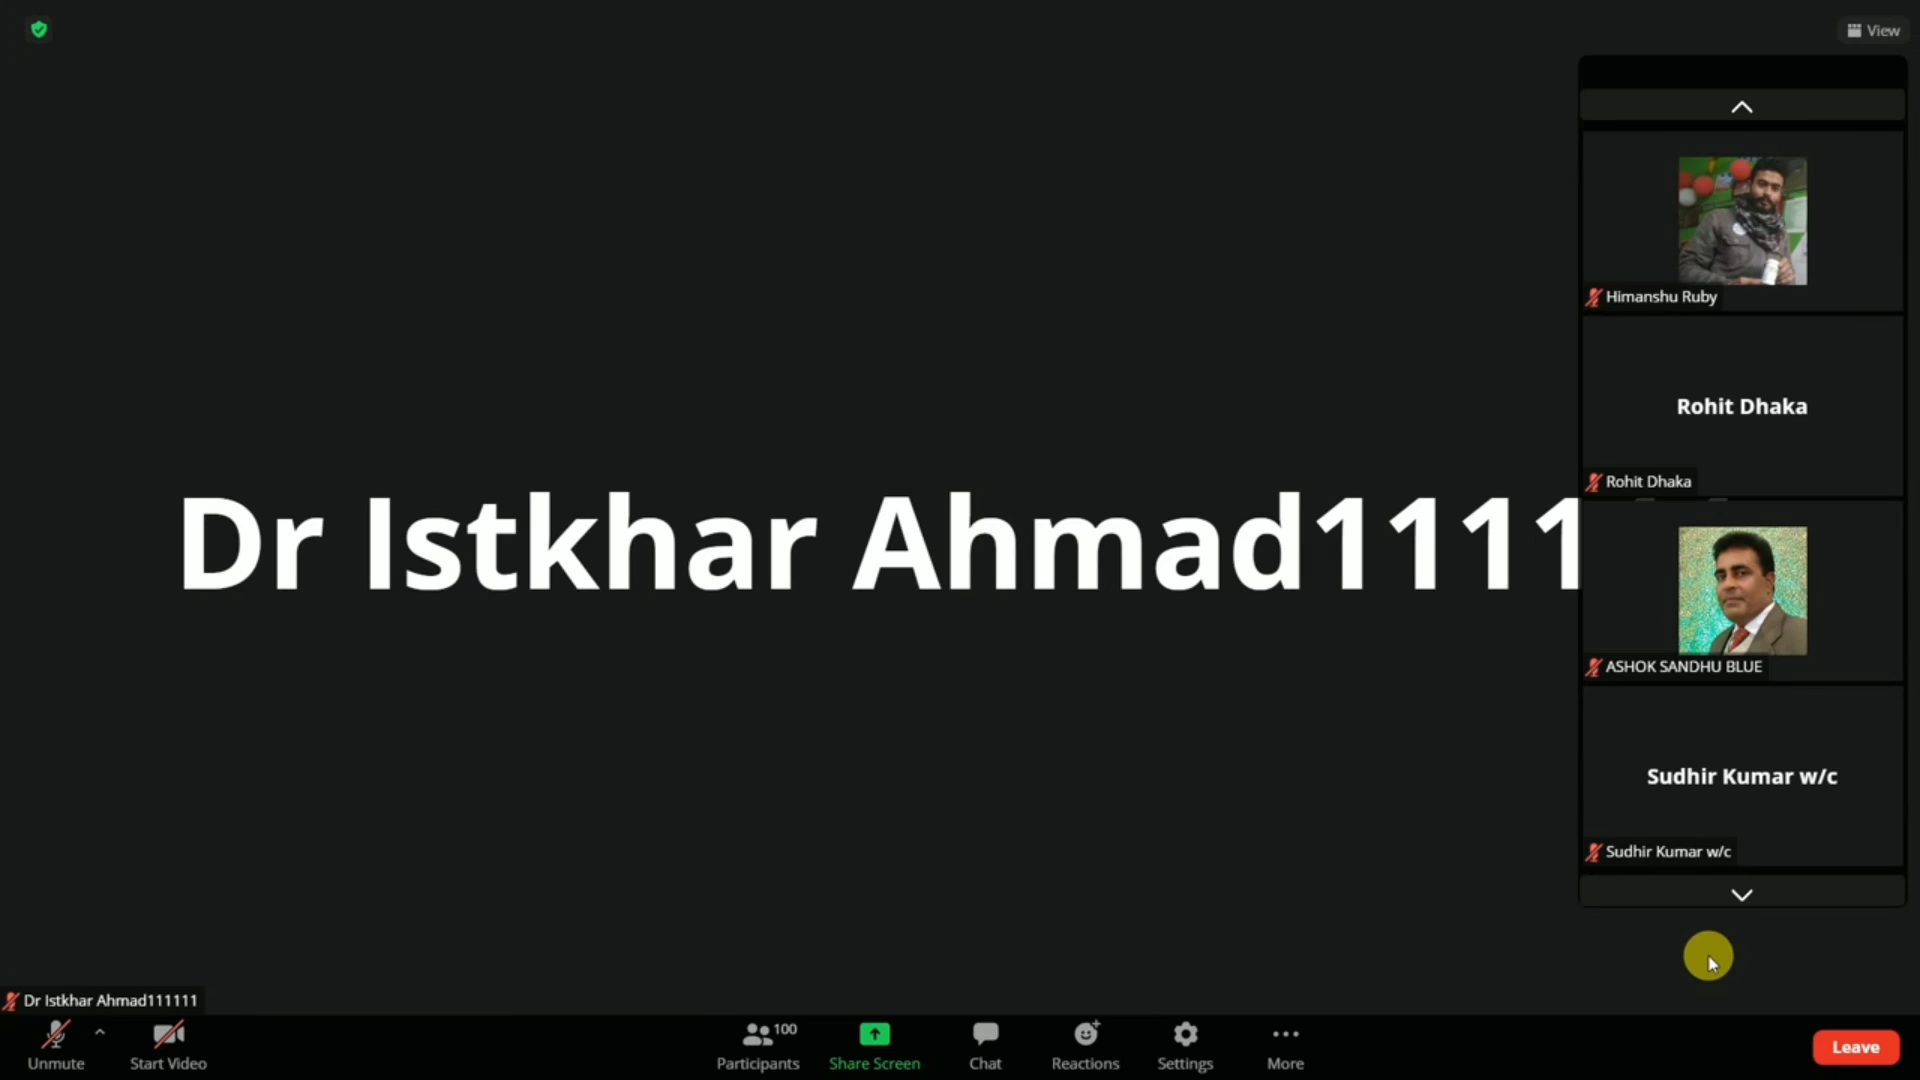 View
Himanshu Ruby
Rohit Dhaka
Rohit Dhaka
Dr Istkhar Ahmad1111
ASHOK SANDHU BLUE
Sudhir Kumar w/c
Sudhir Kumar w/c
Dr Istkhar Ahmad111111
Unmute
Start Video
100
Participants
Share Screen
Chat
Reactions
Settings
More
Leave